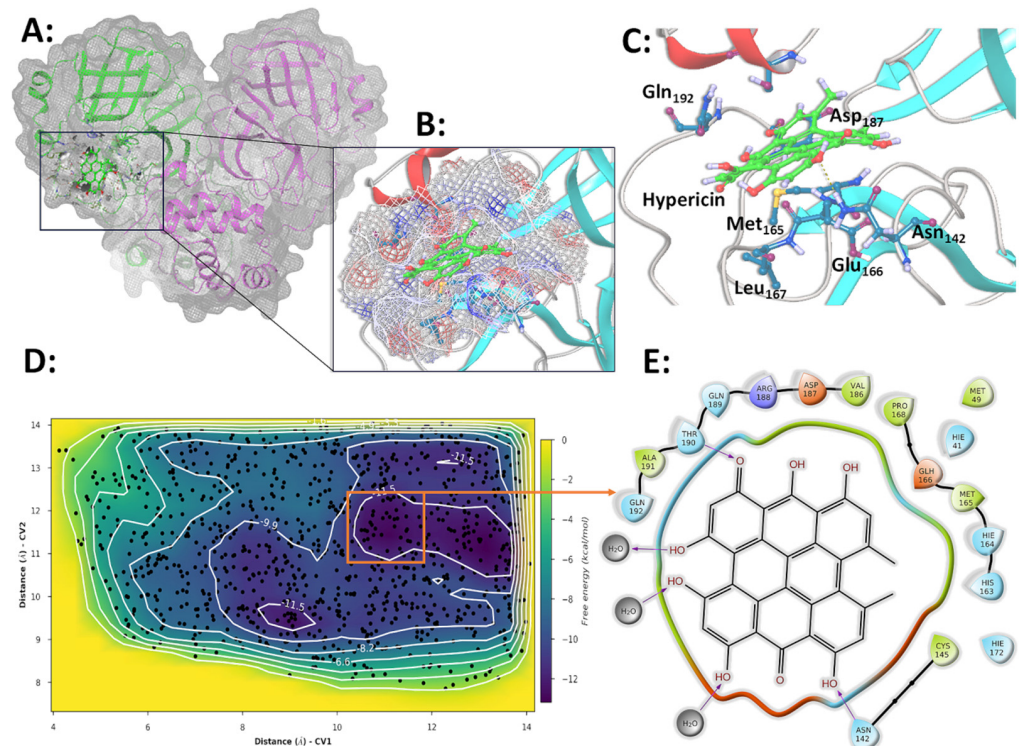 A:
B:
C:
Gln192
Asp187
Hypericin
Met165
Asn142
Glu166
Leu167
D:
-11.5
-11.5
-9.9
-11.5
-8.2
6.6
14
13
12
11
10
9
8
4
6
8
10
12
14
Distance (Å) - CV2
Distance (Å) - CV1
0
−2
−4
−6
−8
−10
−12
Free energy (kcal/mol)
E:
GLN
189
ARG
188
ASP
187
VAL
186
MET
49
PRO
168
THR
190
HIE
41
ALA
191
GLH
166
GLN
192
MET
165
HIE
164
HIS
163
CYS
145
HIE
172
ASN
142
O
OH
OH
HO
HO
HO
O
HO
H₂O
H₂O
H₂O